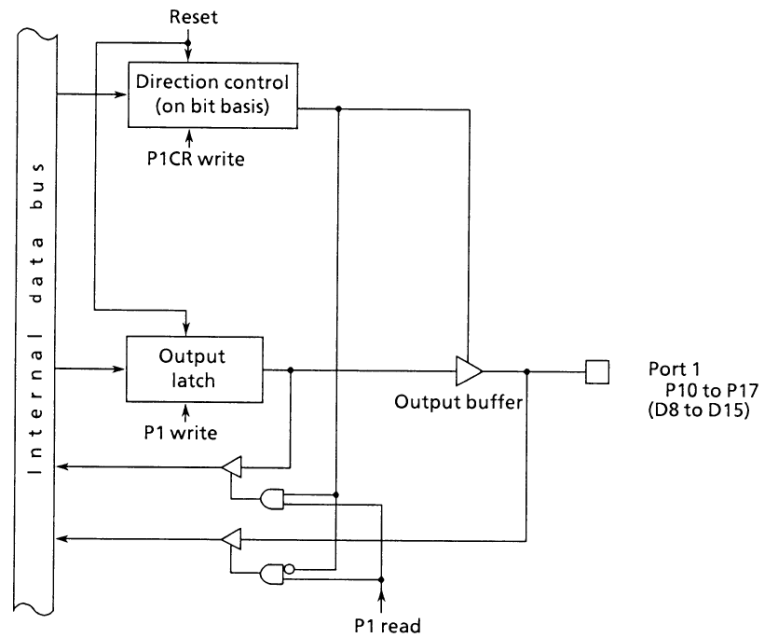 Reset
Direction control
(on bit basis)
P1CR write
Internal data bus
Output
latch
P1 write
Output buffer
Port 1
P10 to P17
(D8 to D15)
P1 read